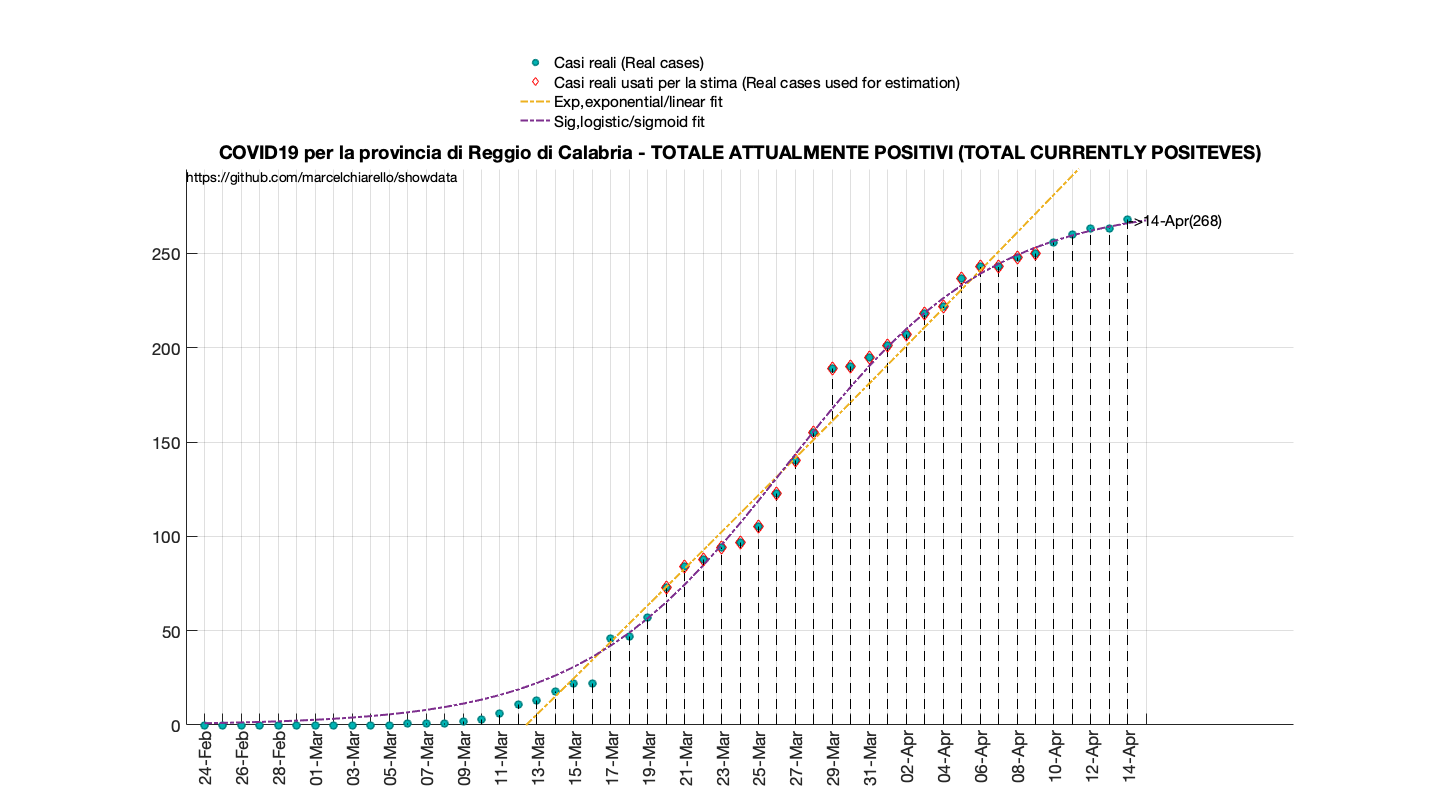 Casi reali (Real cases)
Casi reali usati per la stima (Real cases used for estimation)
Exp,exponential/linear fit
Sig,logistic/sigmoid fit
COVID19 per la provincia di Reggio di Calabria - TOTALE ATTUALMENTE POSITIVI (TOTAL CURRENTLY POSITEVES)
https://github.com/marcelchiarello/showdata
14-Apr(268)
250
200
150
100
50
0
24-Feb
26-Feb
28-Feb
01-Mar
03-Mar
05-Mar
07-Mar
09-Mar
11-Mar
13-Mar
15-Mar
17-Mar
19-Mar
21-Mar
23-Mar
25-Mar
27-Mar
29-Mar
31-Mar
02-Apr
04-Apr
06-Apr
08-Apr
10-Apr
12-Apr
14-Apr